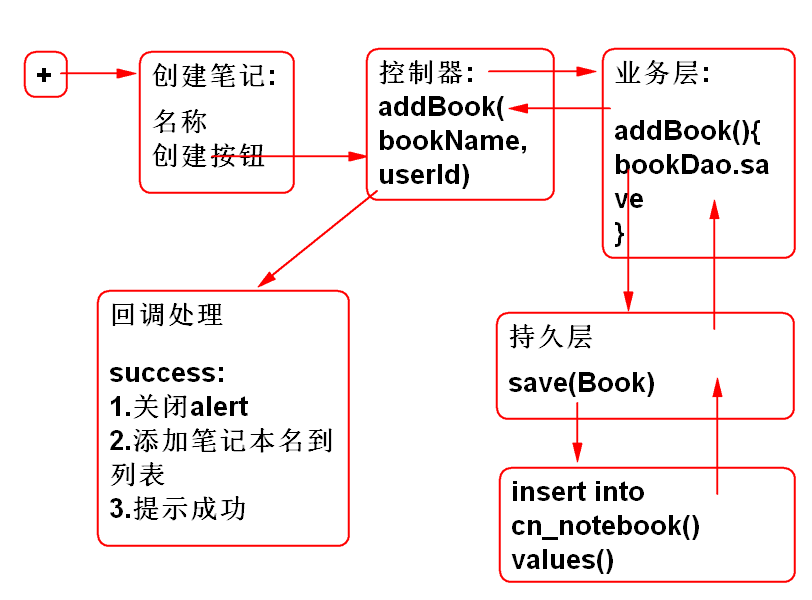 +
创建笔记:
名称
创建按钮
控制器:
addBook(
bookName,
userId)
业务层:
addBook(){
bookDao.sa
ve
}
回调处理
success:
1.关闭alert
2.添加笔记本名到
列表
3.提示成功
持久层
save(Book)
insert into
cn_notebook()
values()